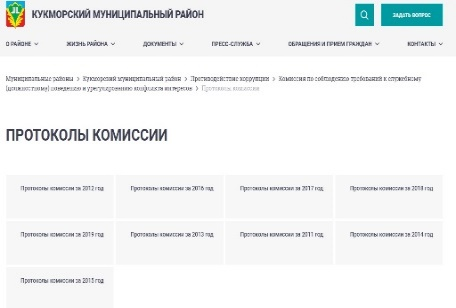 КУКМОРСКИЙ МУНИЦИПАЛЬНЫЙ РАЙОН
ЗАДАТЬ ВОПРОС
О РАЙОНЕ ЖИЗНЬ РАЙОНА ДОКУМЕНТЫ ПРЕСС-СЛУЖБА ОБРАЩЕНИЯ И ПРИЕМ ГРАЖДАН КОНТАКТЫ
Муниципальные районы > Кукморский муниципальный район > Противодействие коррупции > Комиссия по соблюдению требований к служебному
(должностному) поведению и урегулированию конфликта интересов > Протоколы комиссии
ПРОТОКОЛЫ КОМИССИИ
Протоколы комиссии за 2012 год Протоколы комиссии за 2016 год Протоколы комиссии за 2017 год Протоколы комиссии за 2018 год
Протоколы комиссии за 2019 год Протоколы комиссии за 2013 год Протоколы комиссии за 2011 год Протоколы комиссии за 2014 год
Протоколы комиссии за 2015 год